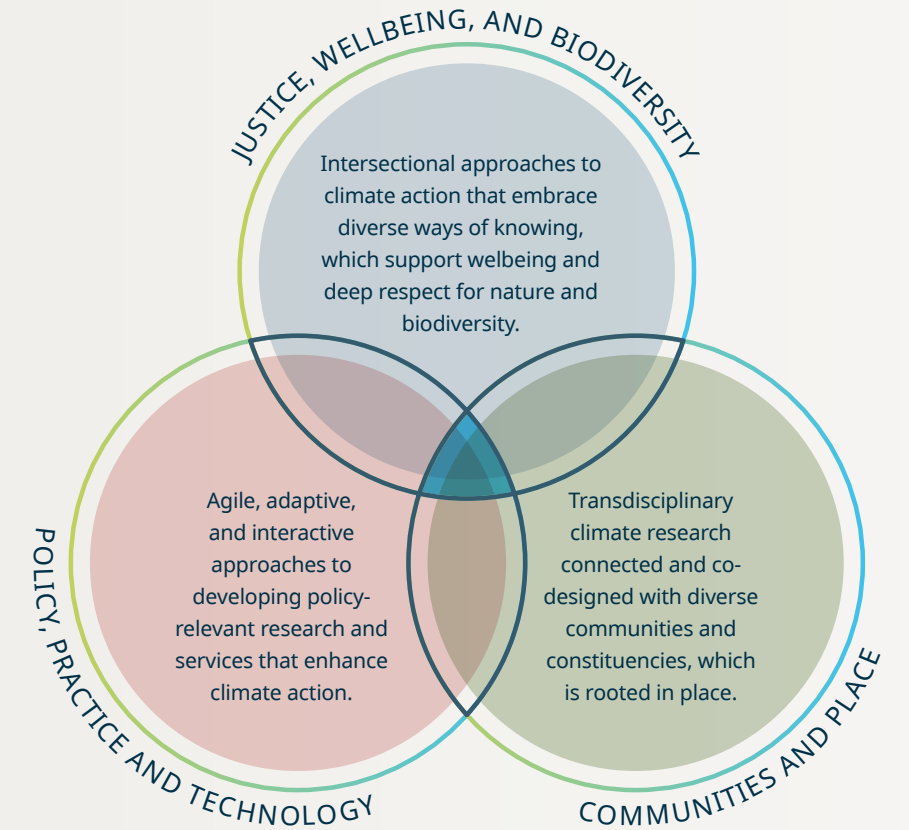 JUSTICE, WELLBEING, AND BIODIVERSITY
Intersectional approaches to
climate action that embrace
diverse ways of knowing,
which support welbeing and
deep respect for nature and
biodiversity.
POLICY, PRACTICE AND TECHNOLOGY
Agile, adaptive,
and interactive
approaches to
developing policy-
relevant research and
services that enhance
climate action.
Transdisciplinary
climate research
connected and co-
designed with diverse
communities and
constituencies, which
is rooted in place.
COMMUNITIES AND PLACE